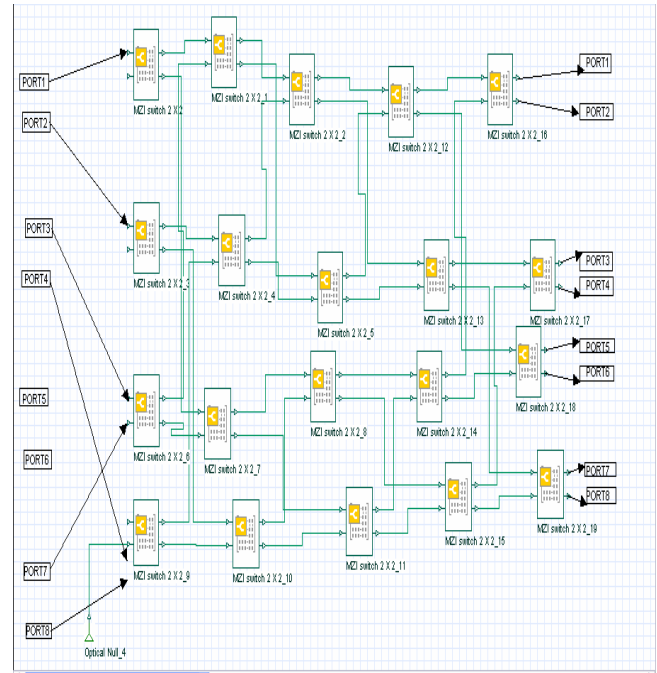 PORT1
PORT2
PORT3
PORT4
PORT5
PORT6
PORT7
PORT8
MZI switch 2 X 2
MZI switch 2 X 2_1
MZI switch 2 X 2_2
MZI switch 2 X 2_12
MZI switch 2 X 2_16
PORT1
PORT2
MZI switch 2 X 2_3
MZI switch 2 X 2_4
MZI switch 2 X 2_5
MZI switch 2 X 2_13
MZI switch 2 X 2_17
PORT3
PORT4
MZI switch 2 X 2_6
MZI switch 2 X 2_7
MZI switch 2 X 2_8
MZI switch 2 X 2_14
MZI switch 2 X 2_18
PORT5
PORT6
MZI switch 2 X 2_9
MZI switch 2 X 2_10
MZI switch 2 X 2_11
MZI switch 2 X 2_15
MZI switch 2 X 2_19
PORT7
PORT8
Optical Null_4